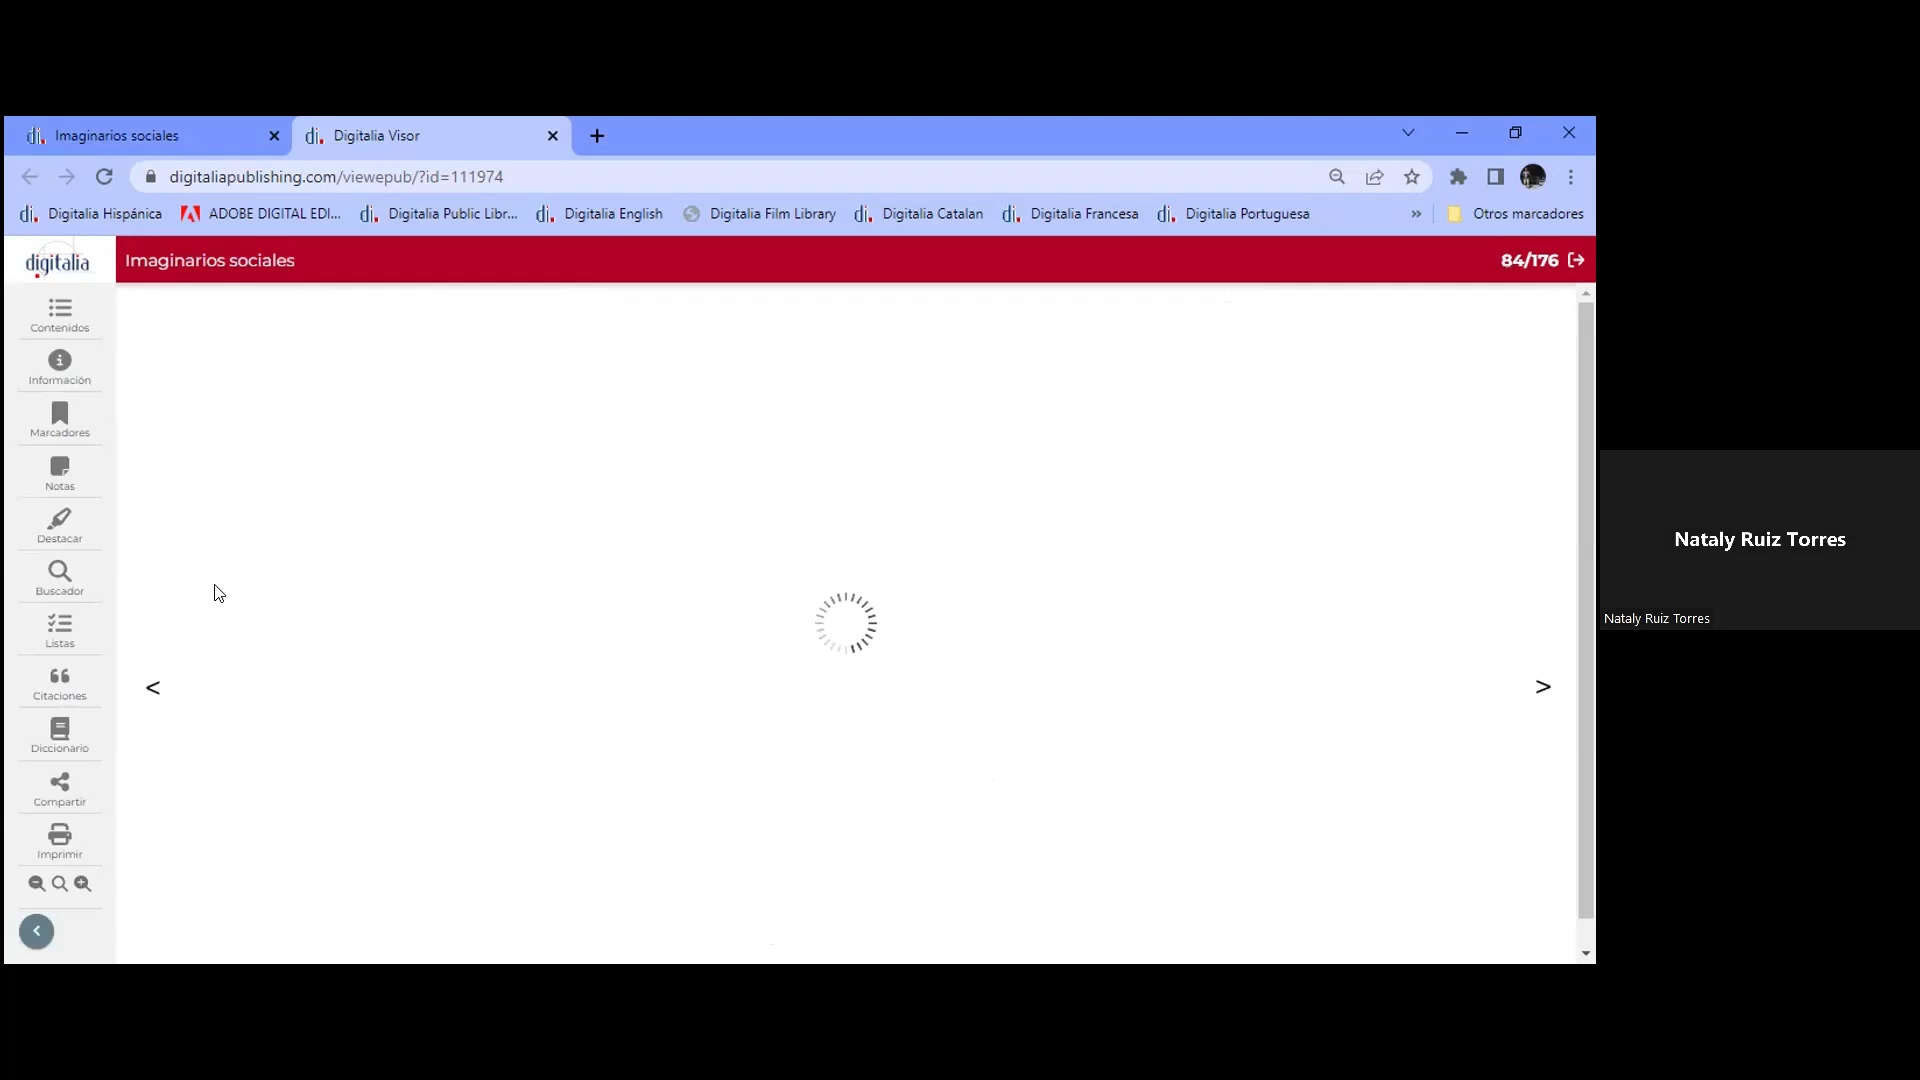 Imaginarios sociales
Digitalia Visor
digitaliapublishing.com/viewepub/?id=111974
Digitalia Hispánica
ADOBE DIGITAL EDI...
Digitalia Public Libr...
Digitalia English
Digitalia Film Library
Digitalia Catalan
Digitalia Francesa
Digitalia Portuguesa
Otros marcadores
digitalia
Imaginarios sociales
84/176
Contenidos
Información
Marcadores
Notas
Destacar
Buscador
Listas
Citaciones
Diccionario
Compartir
Imprimir
<
>
Nataly Ruiz Torres
Nataly Ruiz Torres